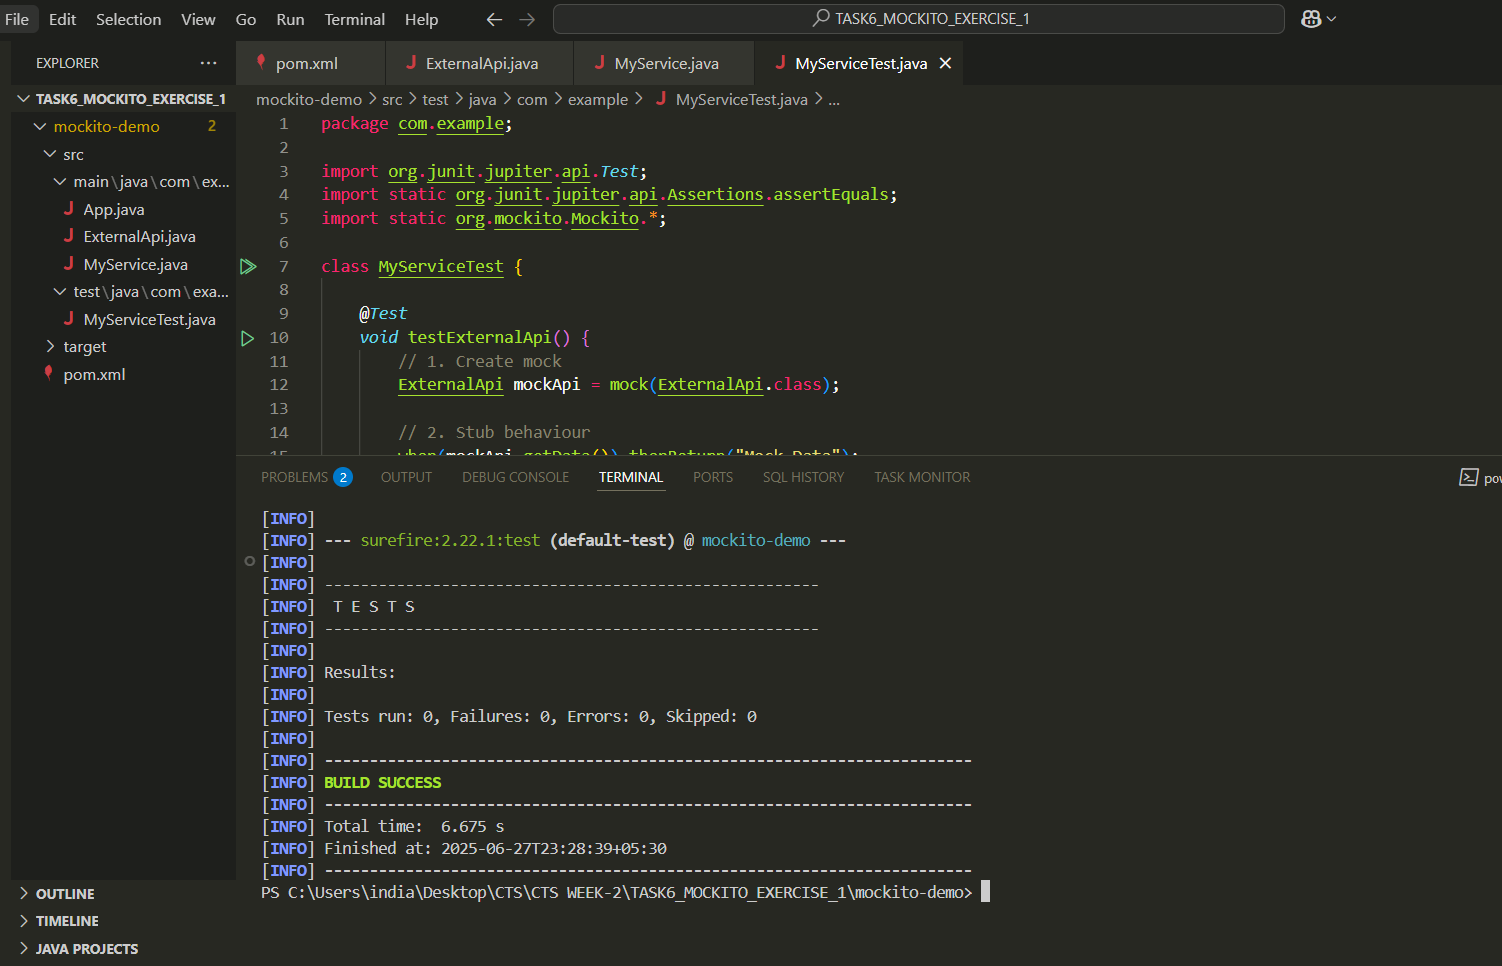 File Edit Selection View Go Run Terminal Help
TASK6_MOCKITO_EXERCISE_1
EXPLORER ...
TASK6_MOCKITO_EXERCISE_1
mockito-demo 2
src
main\java\com\ex...
App.java
ExternalApi.java
MyService.java
test\java\com\exa...
MyServiceTest.java
target
pom.xml
OUTLINE
TIMELINE
JAVA PROJECTS
pom.xml ExternalApi.java MyService.java MyServiceTest.java
mockito-demo > src > test > java > com > example > MyServiceTest.java > ...
1 package com.example;
2
3 import org.junit.jupiter.api.Test;
4 import static org.junit.jupiter.api.Assertions.assertEquals;
5 import static org.mockito.Mockito.*;
6
7 class MyServiceTest {
8
9 @Test
10 void testExternalApi() {
11 // 1. Create mock
12 ExternalApi mockApi = mock(ExternalApi.class);
13
14 // 2. Stub behaviour
15 when(mockApi.getData()).thenReturn("Mock Data");
PROBLEMS 2 OUTPUT DEBUG CONSOLE TERMINAL PORTS SQL HISTORY TASK MONITOR pow
[INFO]
[INFO] --- surefire:2.22.1:test (default-test) @ mockito-demo ---
[INFO]
[INFO] -------------------------------------------------------
[INFO]  T E S T S
[INFO] -------------------------------------------------------
[INFO]
[INFO] Results:
[INFO]
[INFO] Tests run: 0, Failures: 0, Errors: 0, Skipped: 0
[INFO]
[INFO] ------------------------------------------------------------------------
[INFO] BUILD SUCCESS
[INFO] ------------------------------------------------------------------------
[INFO] Total time:  6.675 s
[INFO] Finished at: 2025-06-27T23:28:39+05:30
[INFO] ------------------------------------------------------------------------
PS C:\Users\india\Desktop\CTS\CTS WEEK-2\TASK6_MOCKITO_EXERCISE_1\mockito-demo>